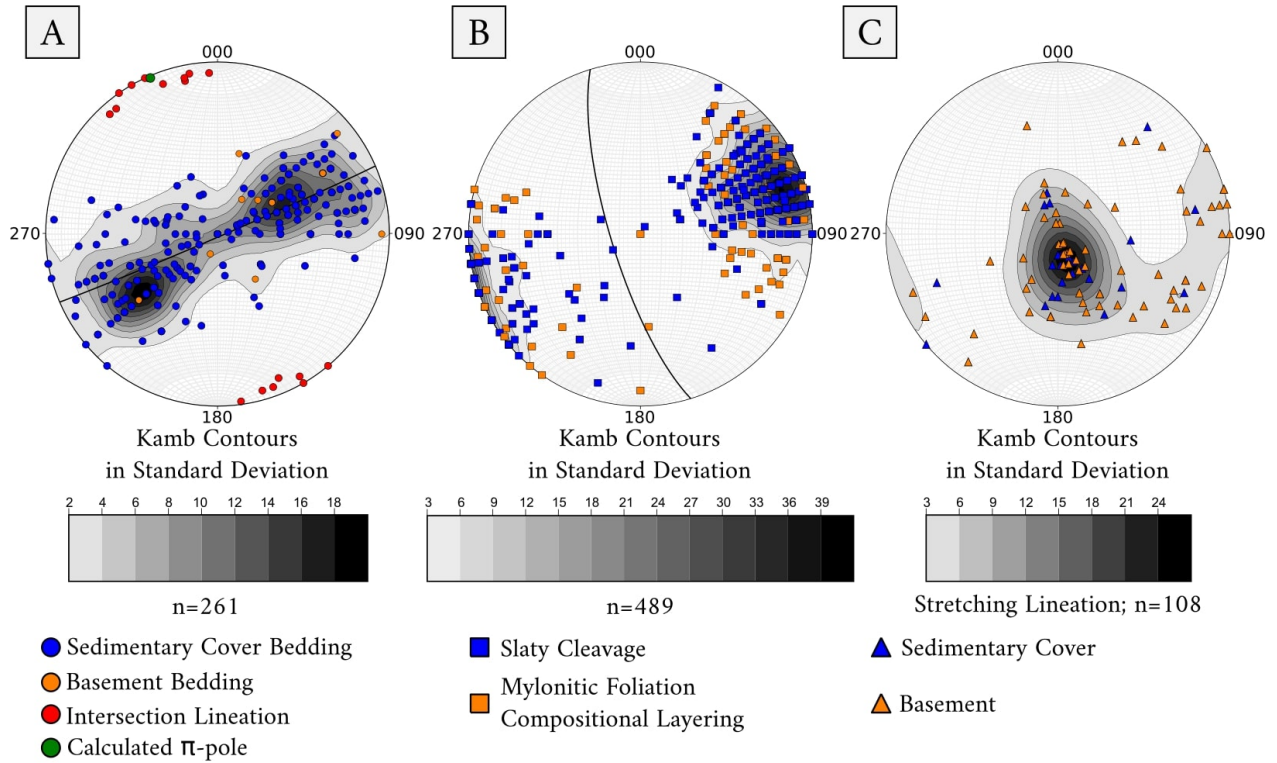 A
B
C
000
000
000
270
090
270
090
270
090
180
180
180
Kamb Contours
in Standard Deviation
Kamb Contours
in Standard Deviation
Kamb Contours
in Standard Deviation
2 4 6 8 10 12 14 16 18
3 6 9 12 15 18 21 24 27 30 33 36 39
3 6 9 12 15 18 21 24
n=261
n=489
Stretching Lineation; n=108
Sedimentary Cover Bedding
Basement Bedding
Intersection Lineation
Calculated π-pole
Slaty Cleavage
Mylonitic Foliation
Compositional Layering
Sedimentary Cover
Basement